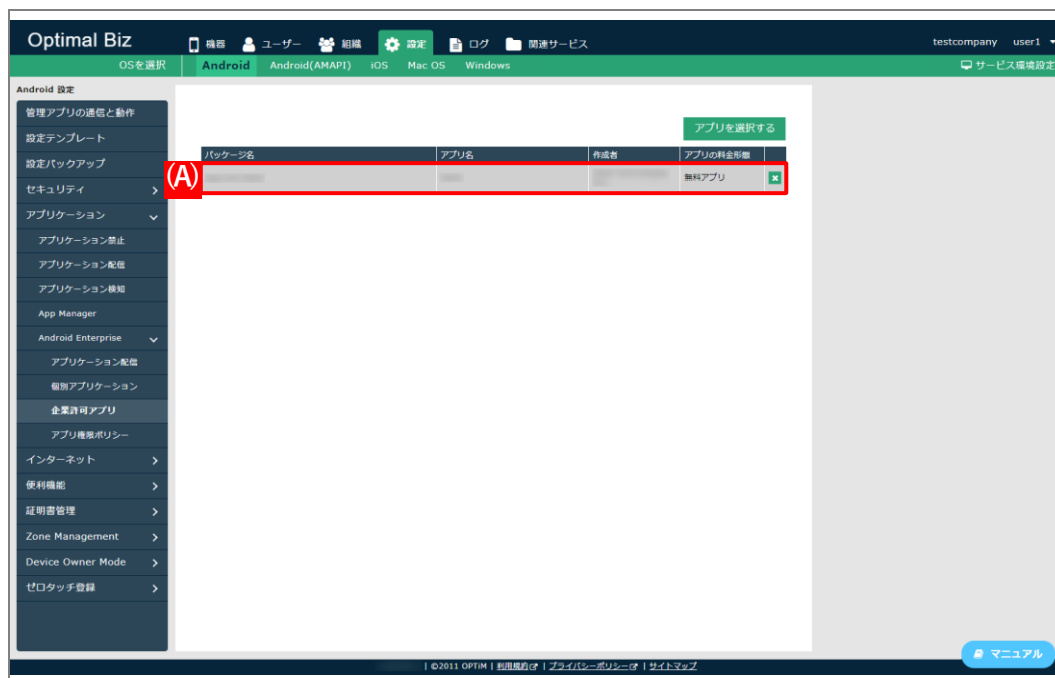 Optimal Biz 機器 ユーザー 組織 設定 ログ 関連サービス testcompany user1
OSを選択 Android Android(AMAPI) iOS Mac OS Windows サービス環境設定
Android 設定
管理アプリの通信と動作
設定テンプレート
設定バックアップ
セキュリティ
アプリケーション
アプリケーション禁止
アプリケーション配信
アプリケーション検知
App Manager
Android Enterprise
アプリケーション配信
個別アプリケーション
企業許可アプリ
アプリ権限ポリシー
インターネット
便利機能
証明書管理
Zone Management
Device Owner Mode
ゼロタッチ登録
アプリを選択する
パッケージ名 アプリ名 作成者 アプリの料金形態
(A)
無料アプリ
マニュアル
| ©2011 OPTiM | 利用規約 | プライバシーポリシー | サイトマップ